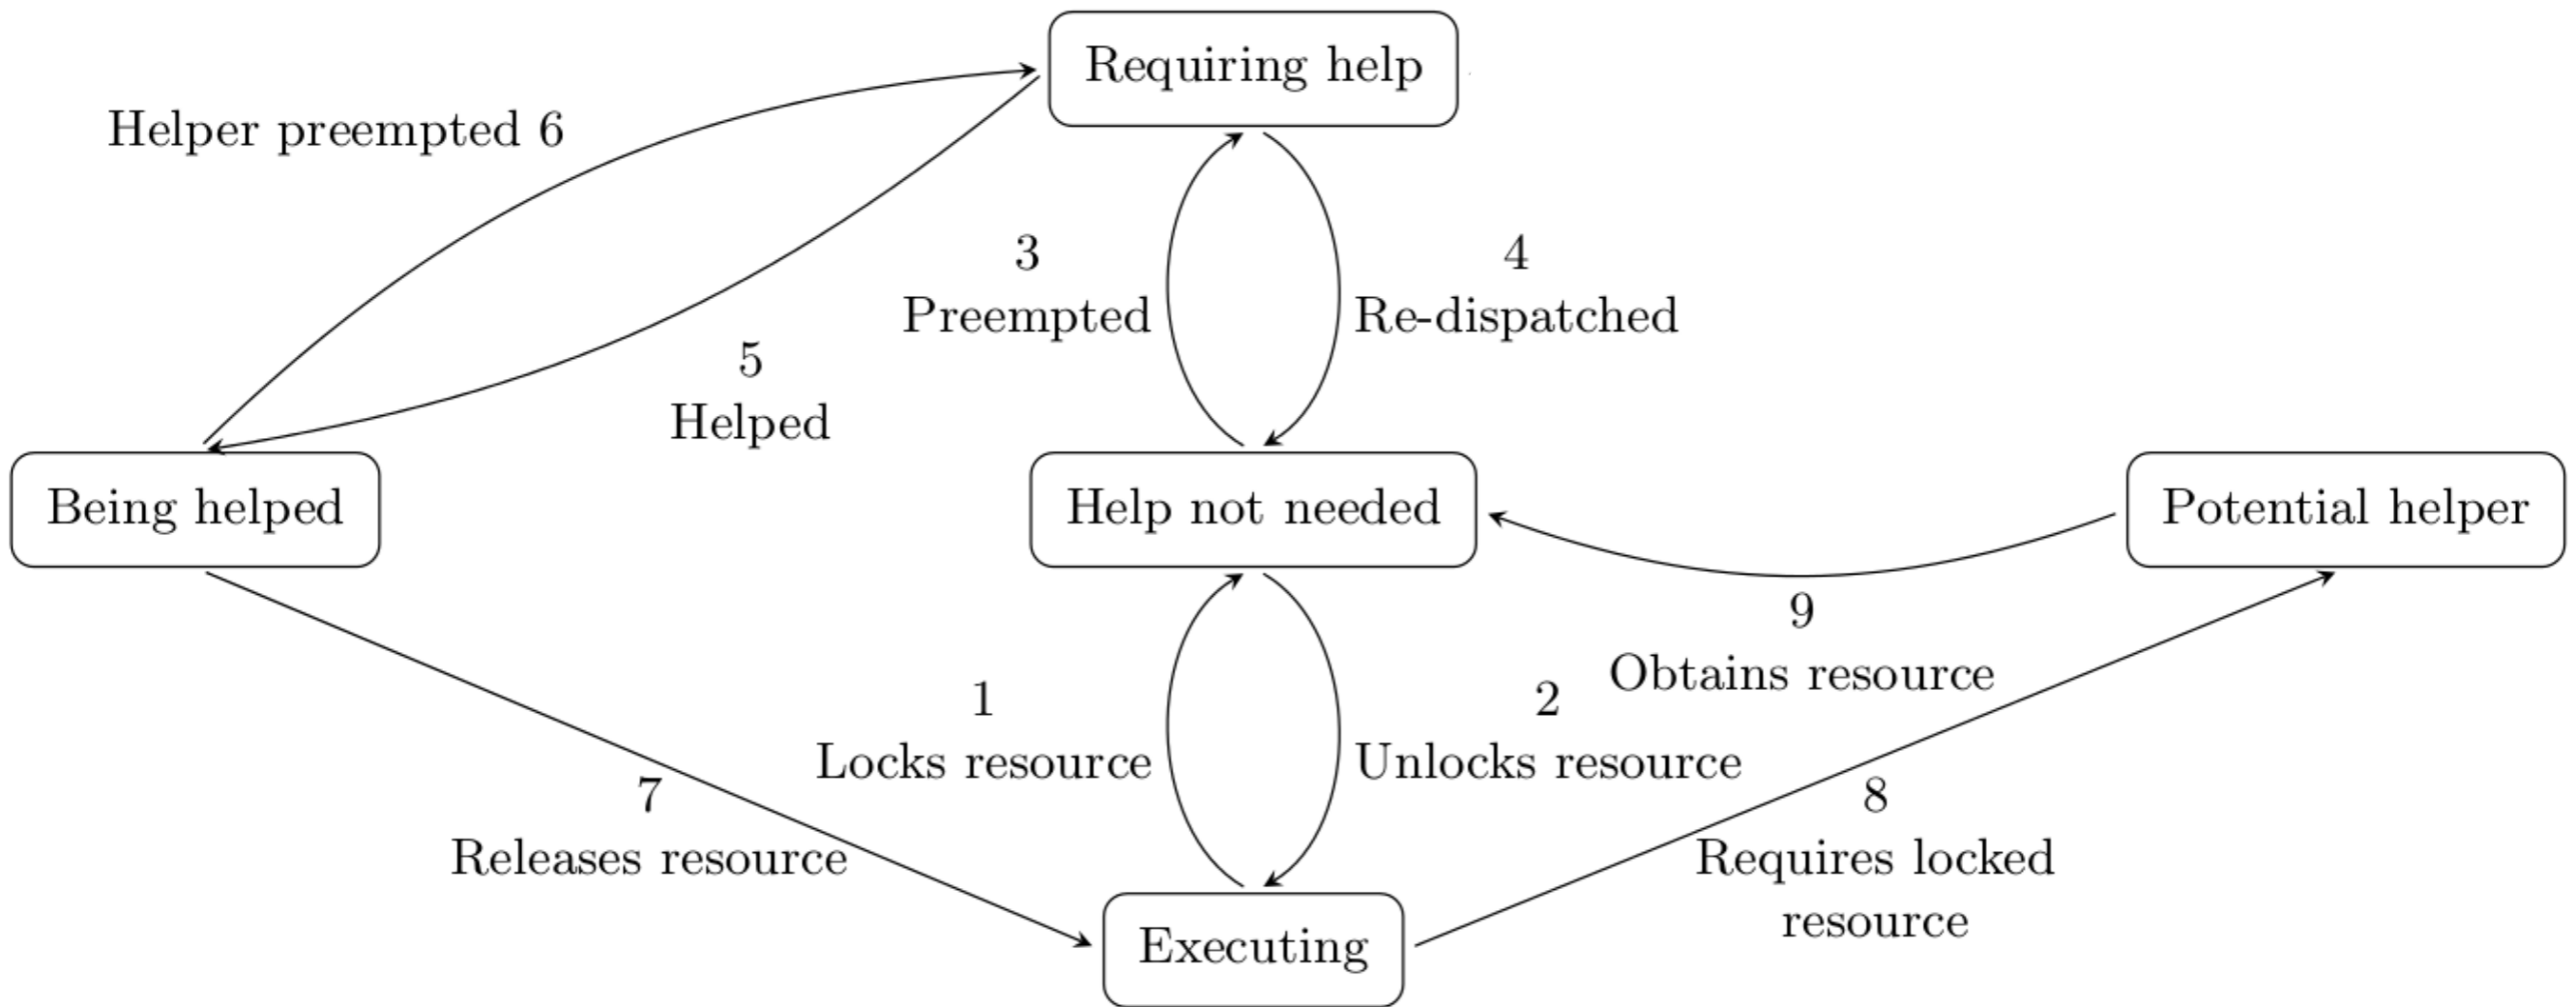 Requiring help
Helper preempted 6
3
Preempted
4
Re-dispatched
5
Helped
Being helped
Help not needed
Potential helper
9
Obtains resource
1
Locks resource
2
Unlocks resource
7
Releases resource
8
Requires locked
resource
Executing